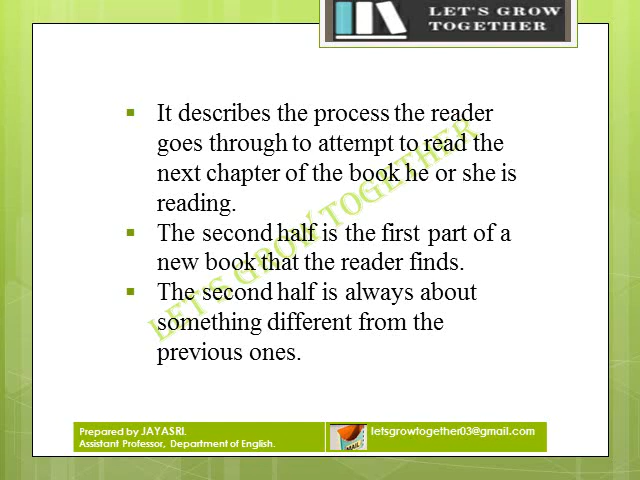 LET'S GROW
TOGETHER
▪ It describes the process the reader
goes through to attempt to read the
next chapter of the book he or she is
reading.
▪ The second half is the first part of a
new book that the reader finds.
▪ The second half is always about
something different from the
previous ones.
LET'S GROW TOGETHER
Prepared by JAYASRI.
Assistant Professor, Department of English.
letsgrowtogether03@gmail.com